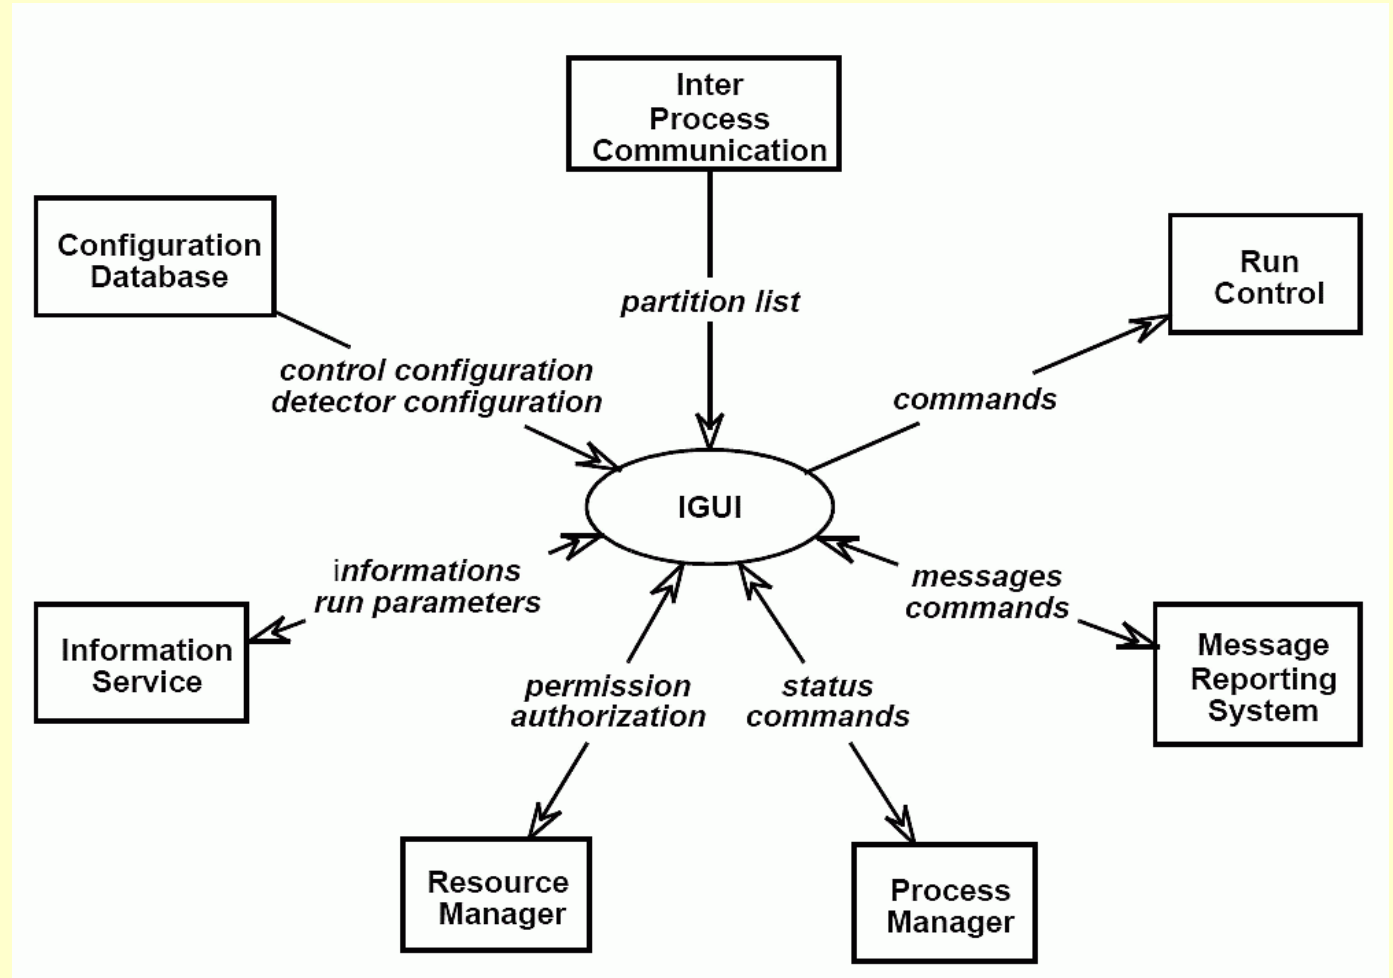 Inter
Process
Communication
Configuration
Database
Run
Control
partition list
control configuration
detector configuration
commands
IGUI
informations
run parameters
messages
commands
Information
Service
Message
Reporting
System
permission
authorization
status
commands
Resource
Manager
Process
Manager